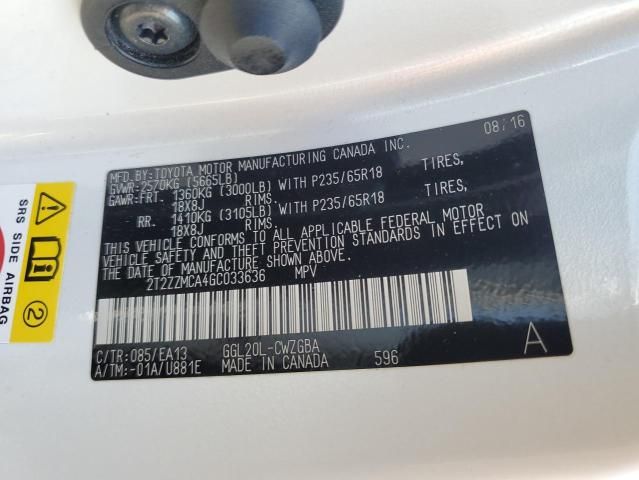 MFD.BY:TOYOTA MOTOR MANUFACTURING CANADA INC. 08/16
GVWR:2570KG (5665LB)
GAWR:FRT. 1360KG (3000LB) WITH P235/65R18 TIRES,
18X8J RIMS.
RR. 1410KG (3105LB) WITH P235/65R18 TIRES,
18X8J RIMS.
THIS VEHICLE CONFORMS TO ALL APPLICABLE FEDERAL MOTOR
VEHICLE SAFETY AND THEFT PREVENTION STANDARDS IN EFFECT ON
THE DATE OF MANUFACTURE SHOWN ABOVE.
2T2ZZMCA4GC033636 MPV
C/TR:085/EA13 GGL20L-CWZGBA A
A/TM:-01A/U881E MADE IN CANADA 596
SRS SIDE AIRBAG
2